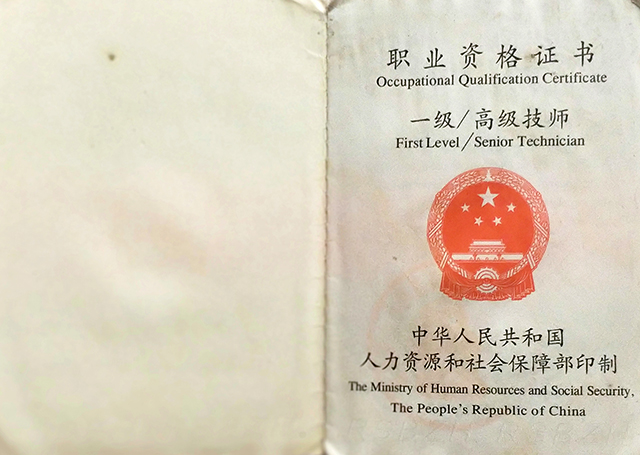 职业资格证书
Occupational Qualification Certificate
一级/高级技师
First Level/Senior Technician
中华人民共和国
人力资源和社会保障部印制
The Ministry of Human Resources and Social Security,
The People's Republic of China